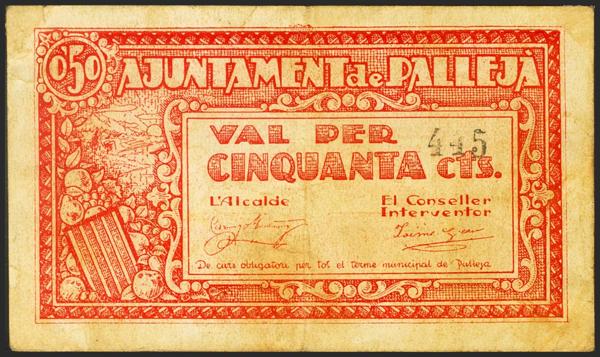 0'50
AJUNTAMENT de PALLEJÀ
VAL PER
445
CINQUANTA CTS.
L'Alcalde
El Conseller
Interventor
De curs obligatori per tot el terme municipal de Pallejà